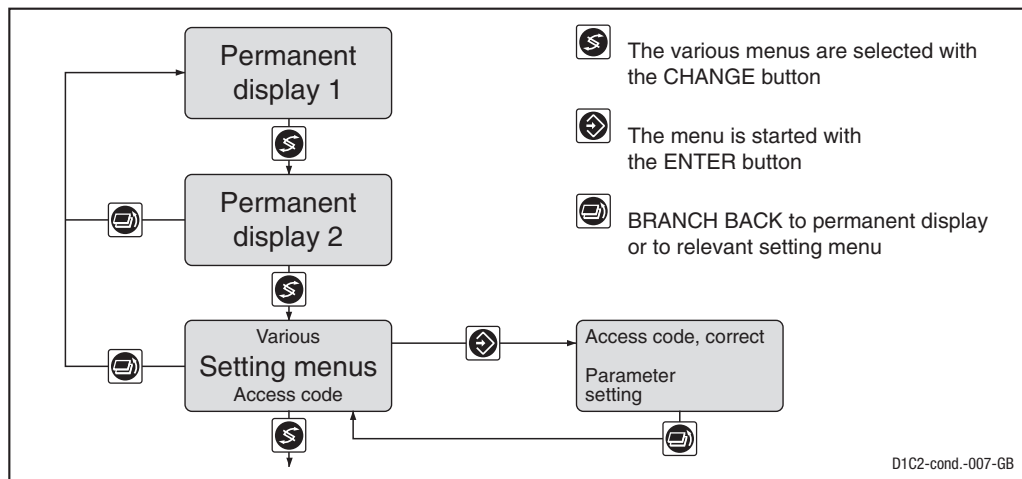 Permanent
display 1
Permanent
display 2
Various
Setting menus
Access code
Access code, correct
Parameter
setting
The various menus are selected with
the CHANGE button
The menu is started with
the ENTER button
BRANCH BACK to permanent display
or to relevant setting menu
D1C2-cond.-007-GB